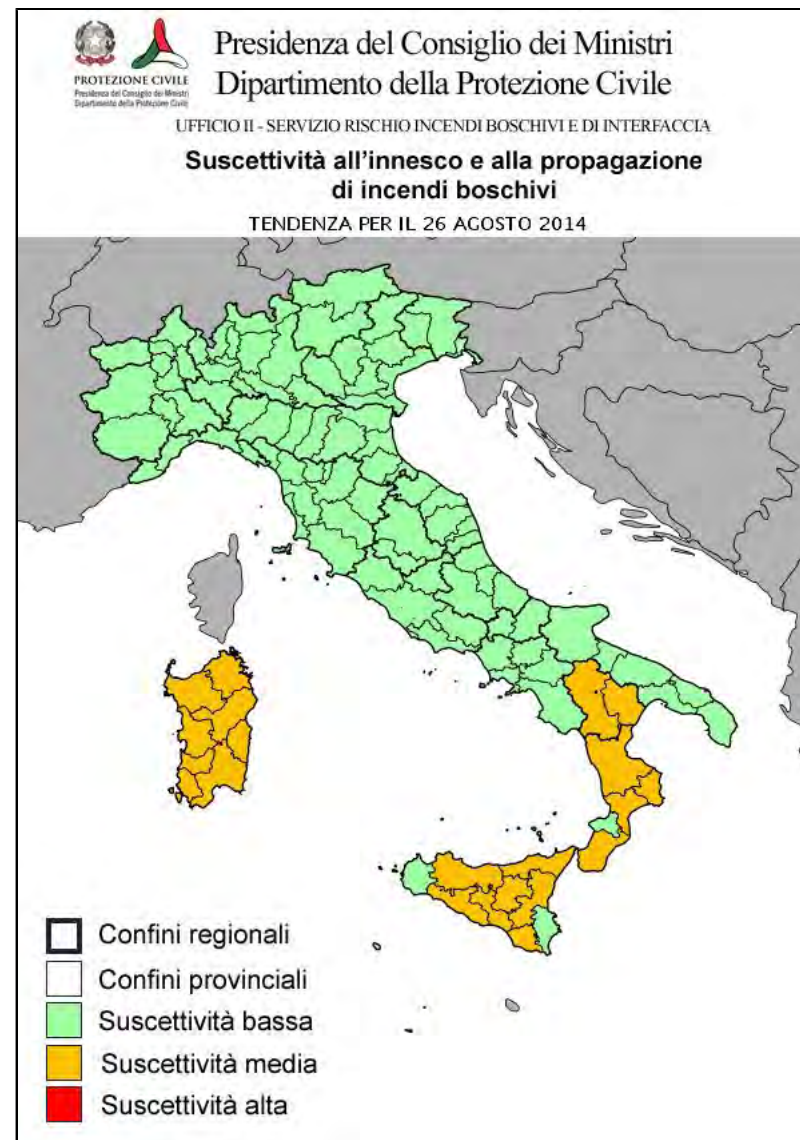 Presidenza del Consiglio dei Ministri
Dipartimento della Protezione Civile
PROTEZIONE CIVILE
Presidenza del Consiglio dei Ministri
Dipartimento della Protezione Civile
UFFICIO II - SERVIZIO RISCHIO INCENDI BOSCHIVI E DI INTERFACCIA
Suscettività all'innesco e alla propagazione
di incendi boschivi
TENDENZA PER IL 26 AGOSTO 2014
Confini regionali
Confini provinciali
Suscettività bassa
Suscettività media
Suscettività alta